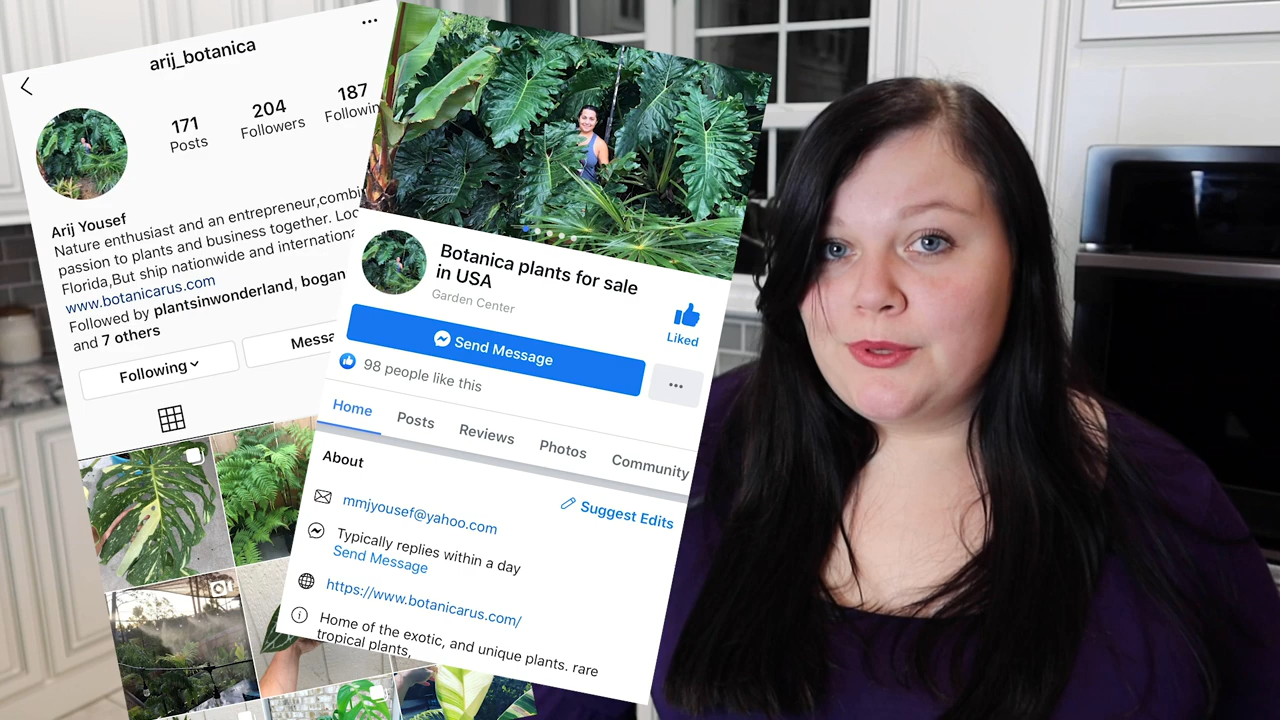 arij_botanica
171
Posts
204
Followers
187
Arij Yousef
Nature enthusiast and an entrepreneur,
passion to plants and business together.
Florida,But ship nationwide and
www.botanicarus.com
Followed by plantsinwonderland, bogan
and 7 others
Following
Botanica plants for sale
in USA
Garden Center
Liked
Send Message
98 people like this
Home
Posts
Reviews
Photos
Community
About
Suggest Edits
mmjyousef@yahoo.com
Typically replies within a day
Send Message
https://www.botanicarus.com/
Home of the exotic, and unique plants. rare
tropical plants,